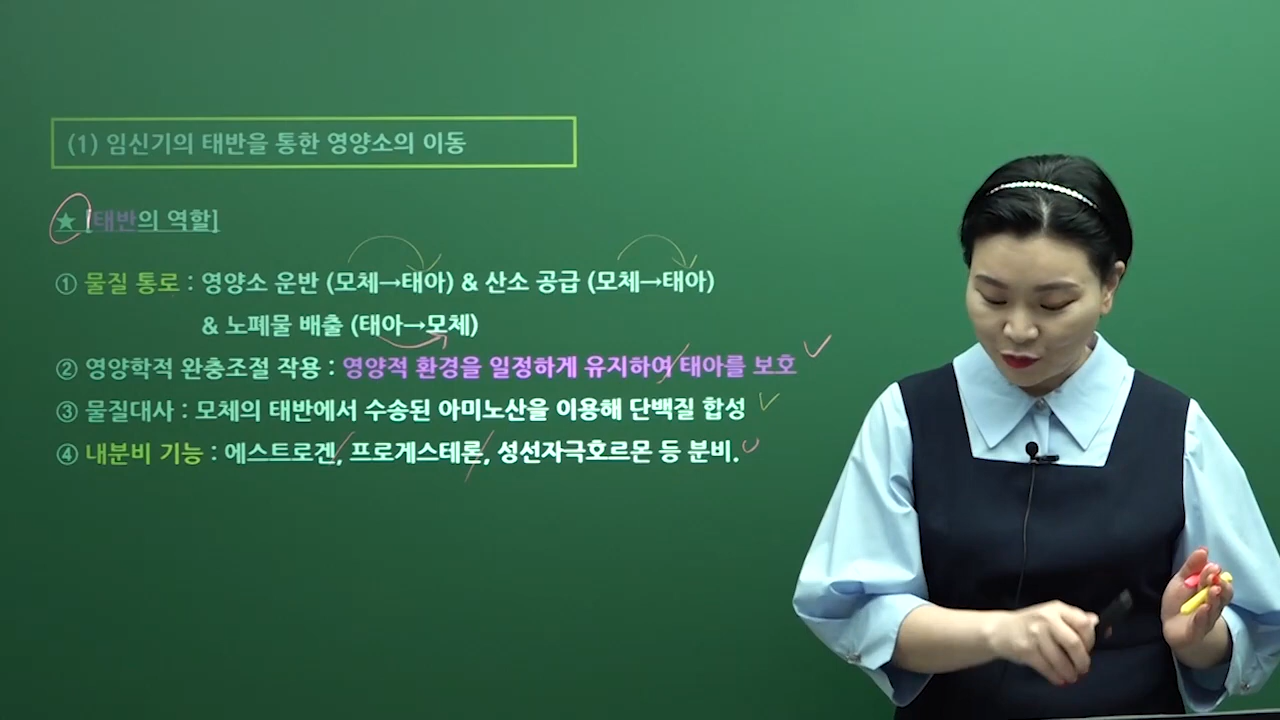 (1) 임신기의 태반을 통한 영양소의 이동
★ [태반의 역할]
① 물질 통로 : 영양소 운반 (모체→태아) & 산소 공급 (모체→태아)
& 노폐물 배출 (태아→모체)
② 영양학적 완충조절 작용 : 영양적 환경을 일정하게 유지하여 태아를 보호
③ 물질대사 : 모체의 태반에서 수송된 아미노산을 이용해 단백질 합성
④ 내분비 기능 : 에스트로겐, 프로게스테론, 성선자극호르몬 등 분비.